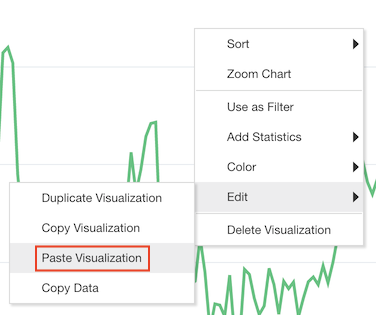 Sort
Zoom Chart
Use as Filter
Add Statistics
Color
Edit
Delete Visualization
Duplicate Visualization
Copy Visualization
Paste Visualization
Copy Data